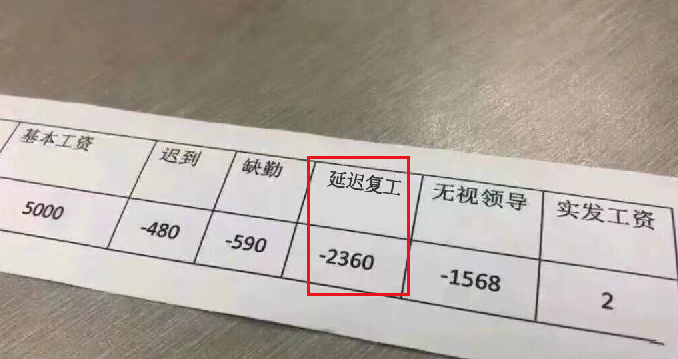 基本工资 迟到 缺勤 延迟复工 无视领导 实发工资
5000 -480 -590 -2360 -1568 2